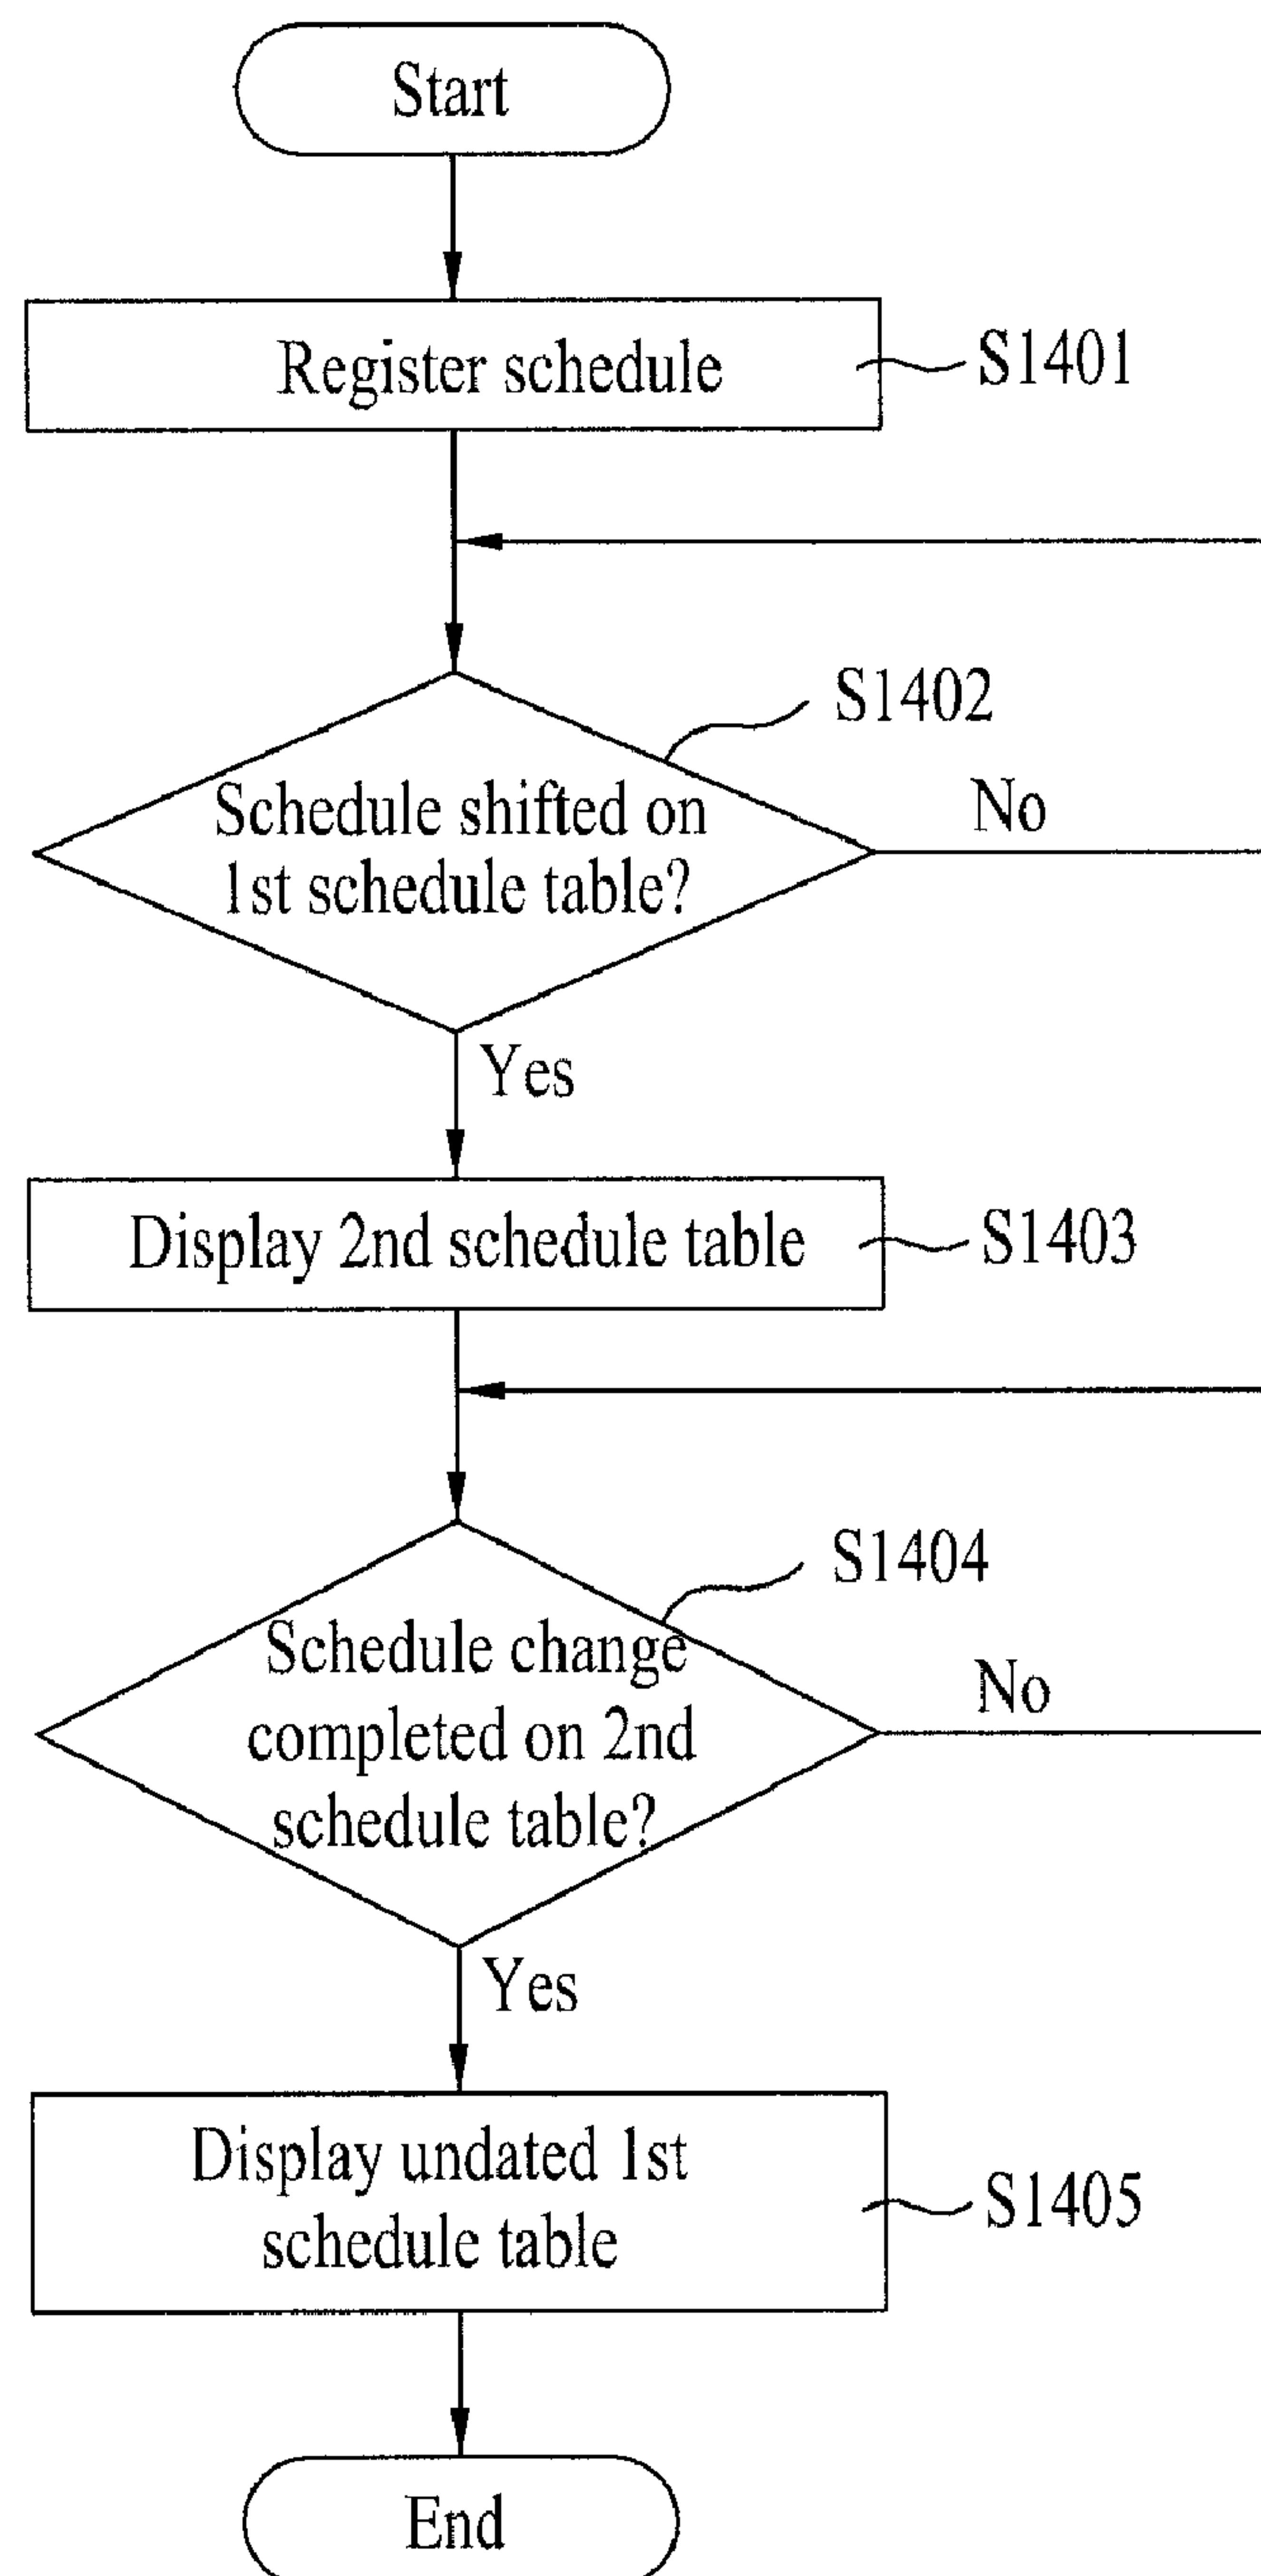 Start
Register schedule
S1401
S1402
Schedule shifted on
1st schedule table?
No
Yes
Display 2nd schedule table
S1403
S1404
Schedule change
completed on 2nd
schedule table?
No
Yes
Display undated 1st
schedule table
S1405
End